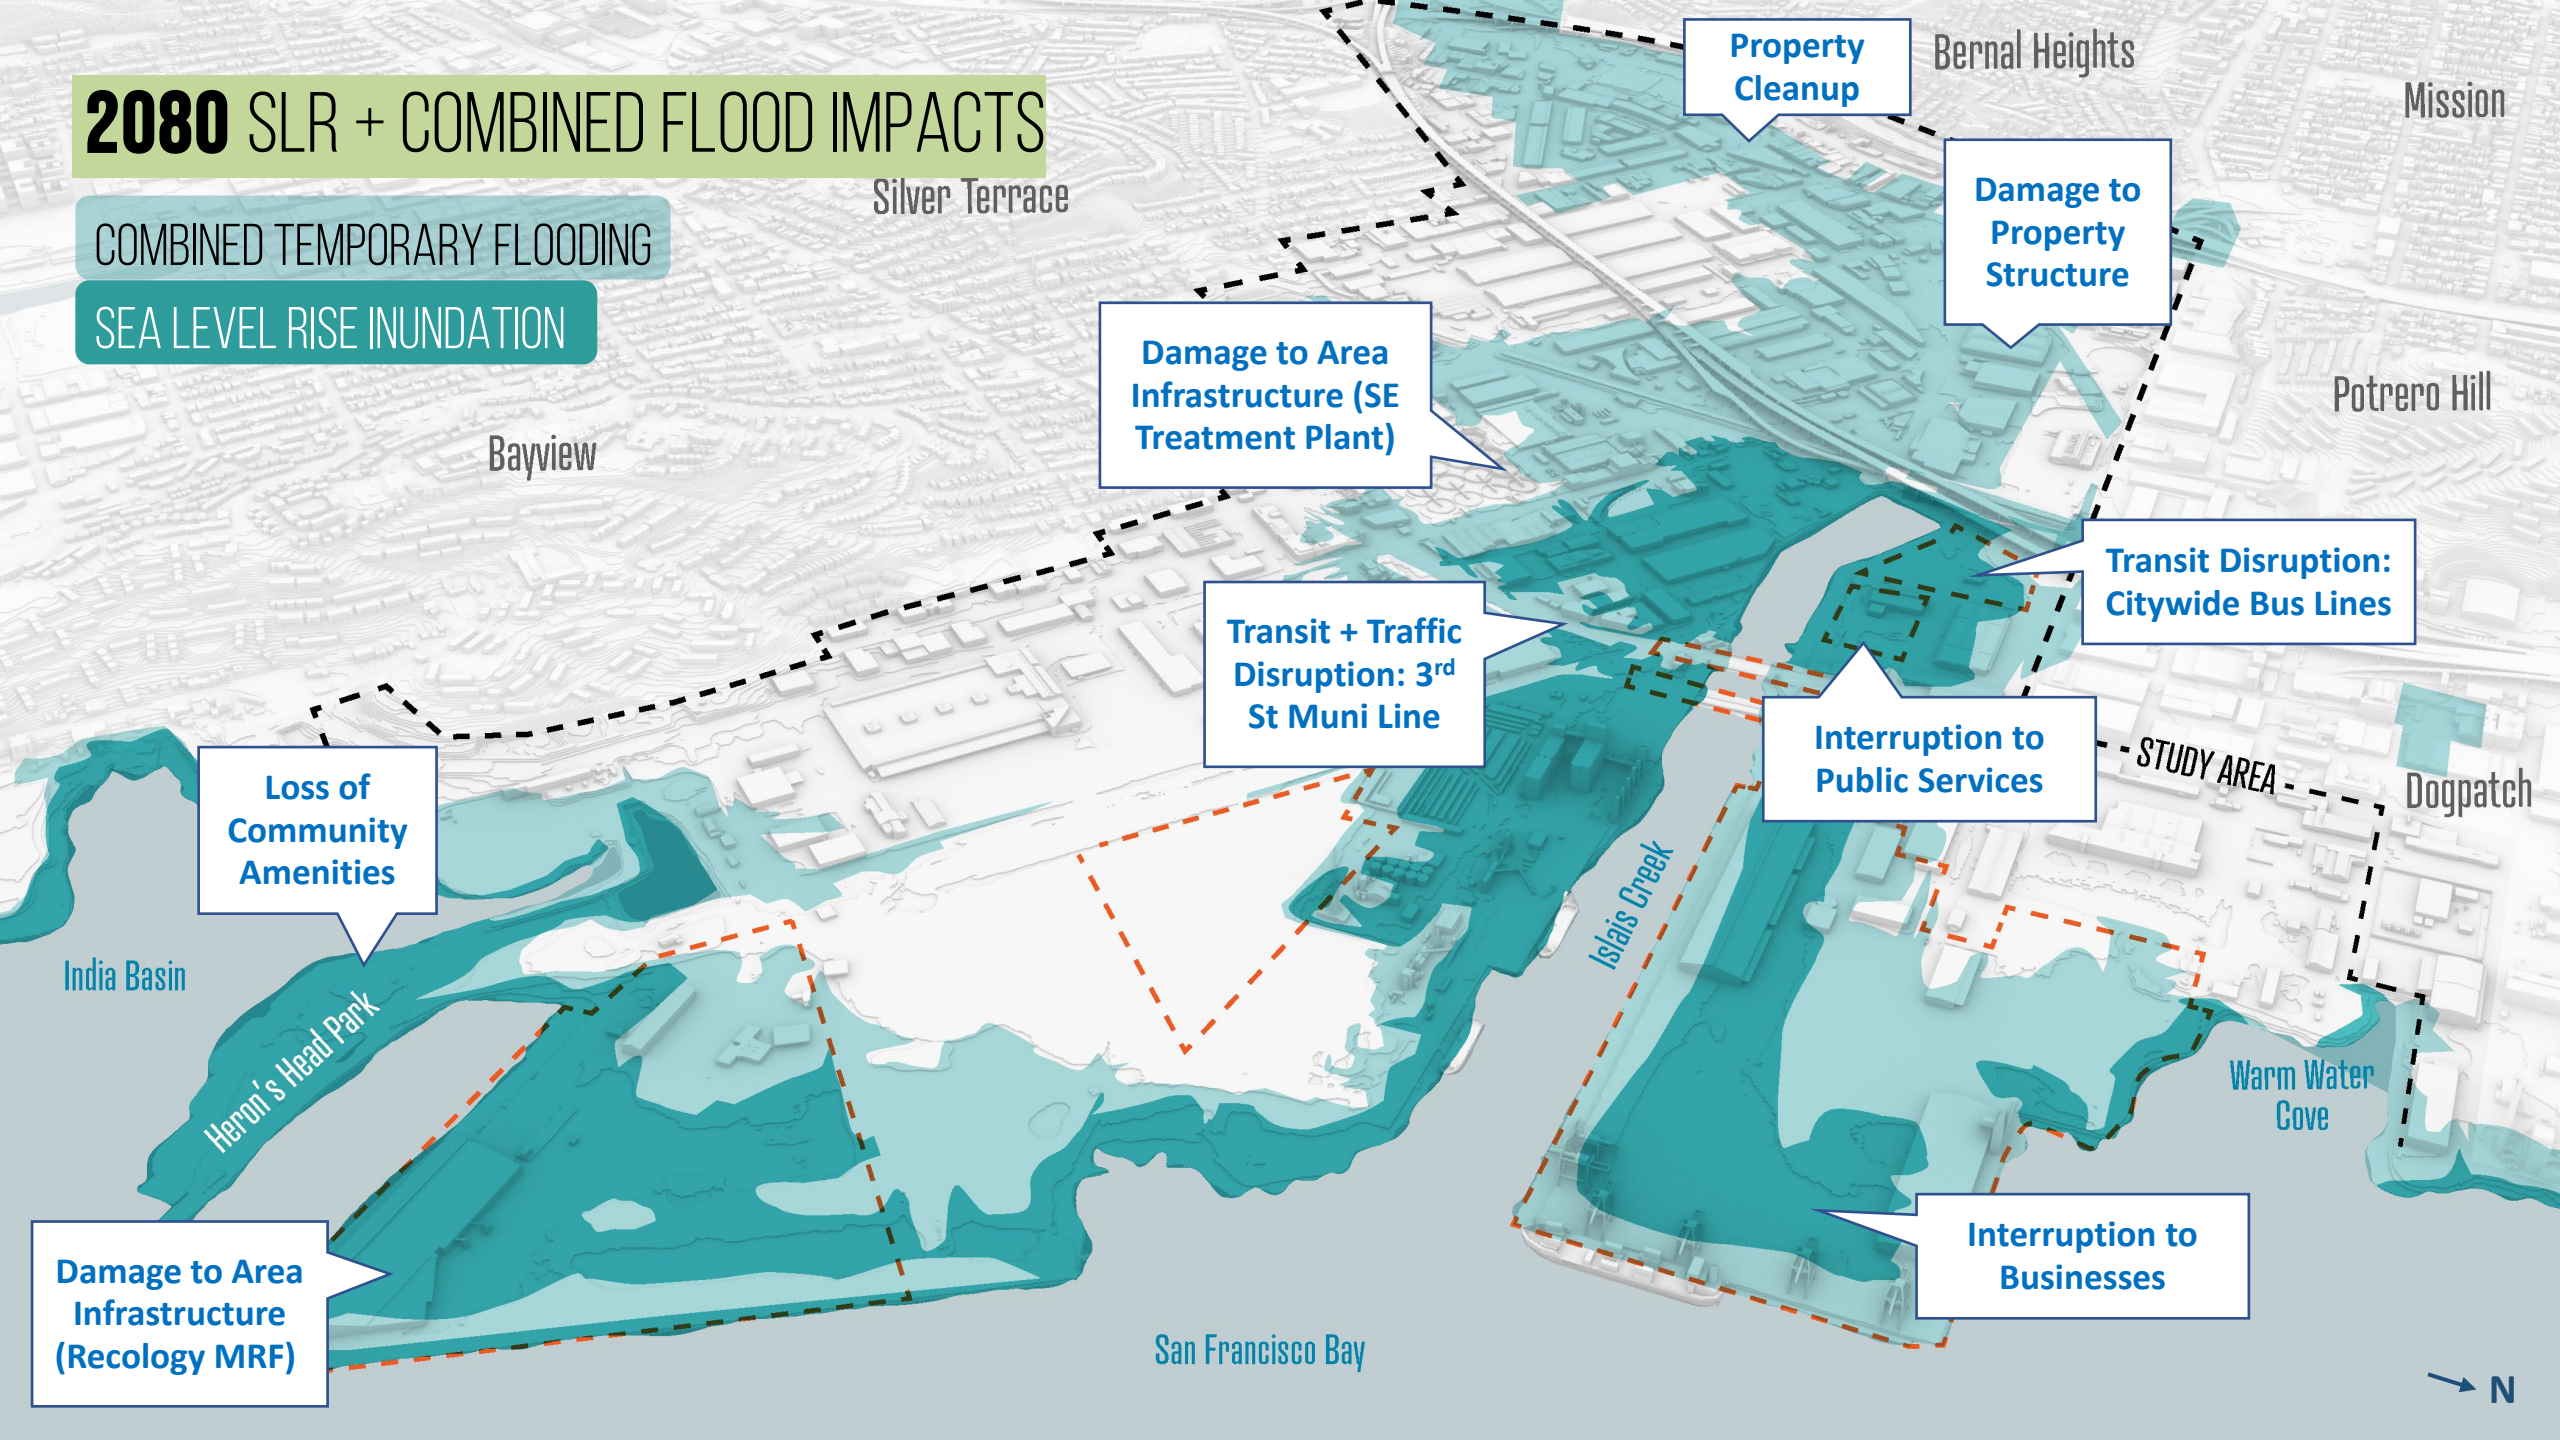 2080 SLR + COMBINED FLOOD IMPACTS
COMBINED TEMPORARY FLOODING
SEA LEVEL RISE INUNDATION
Property
Cleanup
Bernal Heights
Mission
Silver Terrace
Damage to
Property
Structure
Damage to Area
Infrastructure (SE
Treatment Plant)
Potrero Hill
Bayview
Transit Disruption:
Citywide Bus Lines
Transit + Traffic
Disruption: 3rd
St Muni Line
Interruption to
Public Services
STUDY AREA
Dogpatch
Loss of
Community
Amenities
Islais Creek
India Basin
Heron's Head Park
Warm Water
Cove
Damage to Area
Infrastructure
(Recology MRF)
Interruption to
Businesses
San Francisco Bay
N